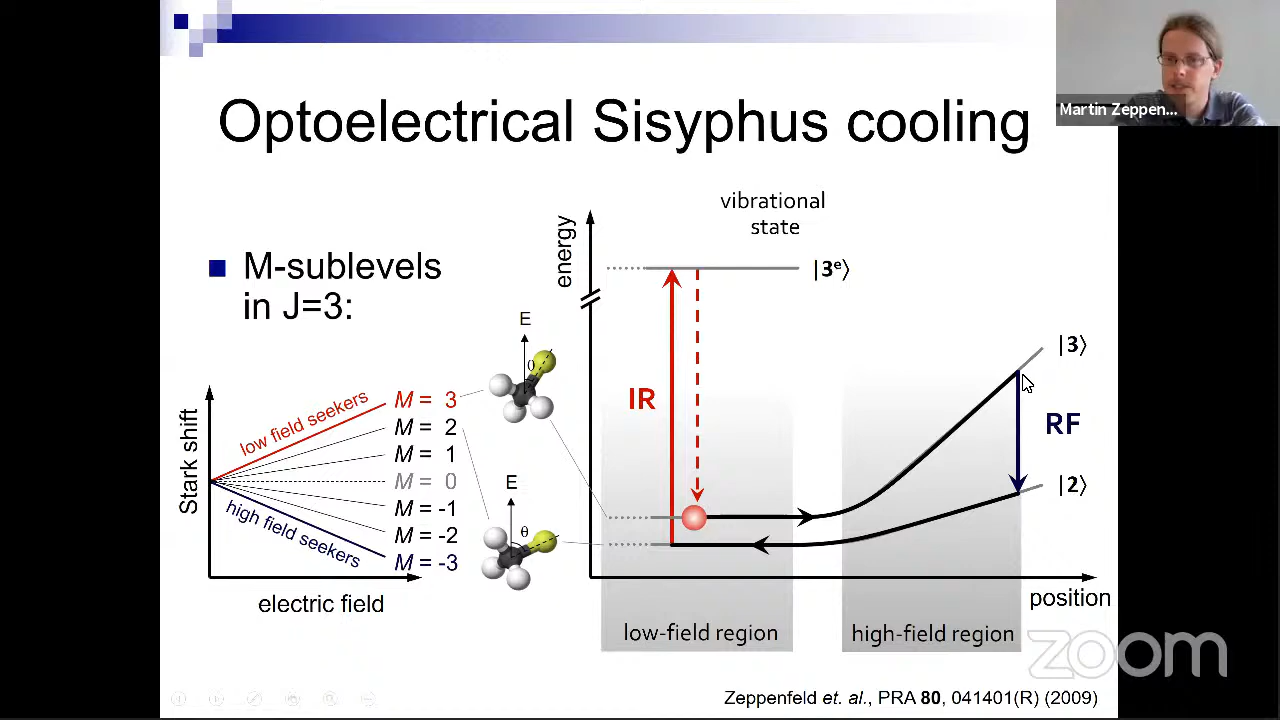 Martin Zeppen...
Optoelectrical Sisyphus cooling
M-sublevels
in J=3:
Stark shift
low field seekers
high field seekers
M = 3
M = 2
M = 1
M = 0
M = -1
M = -2
M = -3
electric field
E
θ
E
θ
energy
vibrational
state
|3ᵉ⟩
IR
|3⟩
RF
|2⟩
position
low-field region
high-field region
zoom
Zeppenfeld et. al., PRA 80, 041401(R) (2009)